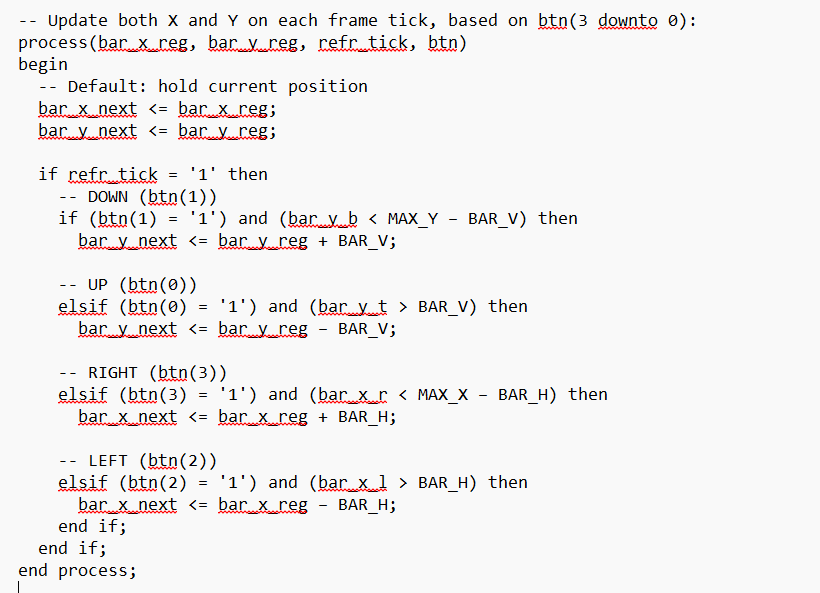 -- Update both X and Y on each frame tick, based on btn(3 downto 0):
process(bar_x_reg, bar_y_reg, refr_tick, btn)
begin
  -- Default: hold current position
  bar_x_next <= bar_x_reg;
  bar_y_next <= bar_y_reg;

  if refr_tick = '1' then
    -- DOWN (btn(1))
    if (btn(1) = '1') and (bar_y_b < MAX_Y – BAR_V) then
      bar_y_next <= bar_y_reg + BAR_V;

    -- UP (btn(0))
    elsif (btn(0) = '1') and (bar_y_t > BAR_V) then
      bar_y_next <= bar_y_reg – BAR_V;

    -- RIGHT (btn(3))
    elsif (btn(3) = '1') and (bar_x_r < MAX_X – BAR_H) then
      bar_x_next <= bar_x_reg + BAR_H;

    -- LEFT (btn(2))
    elsif (btn(2) = '1') and (bar_x_l > BAR_H) then
      bar_x_next <= bar_x_reg – BAR_H;
    end if;
  end if;
end process;